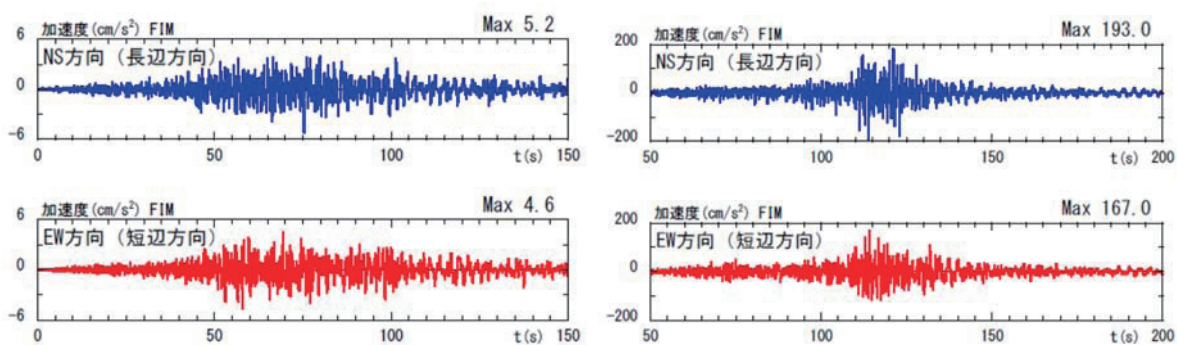 6 加速度(cm/s²) FIM Max 5.2
NS方向 (長辺方向)
0
-6
0 50 100 t(s) 150
200 加速度(cm/s²) FIM Max 193.0
NS方向 (長辺方向)
0
-200
50 100 150 t(s) 200
6 加速度(cm/s²) FIM Max 4.6
EW方向 (短辺方向)
0
-6
0 50 100 t(s) 150
200 加速度(cm/s²) FIM Max 167.0
EW方向 (短辺方向)
0
-200
50 100 150 t(s) 200